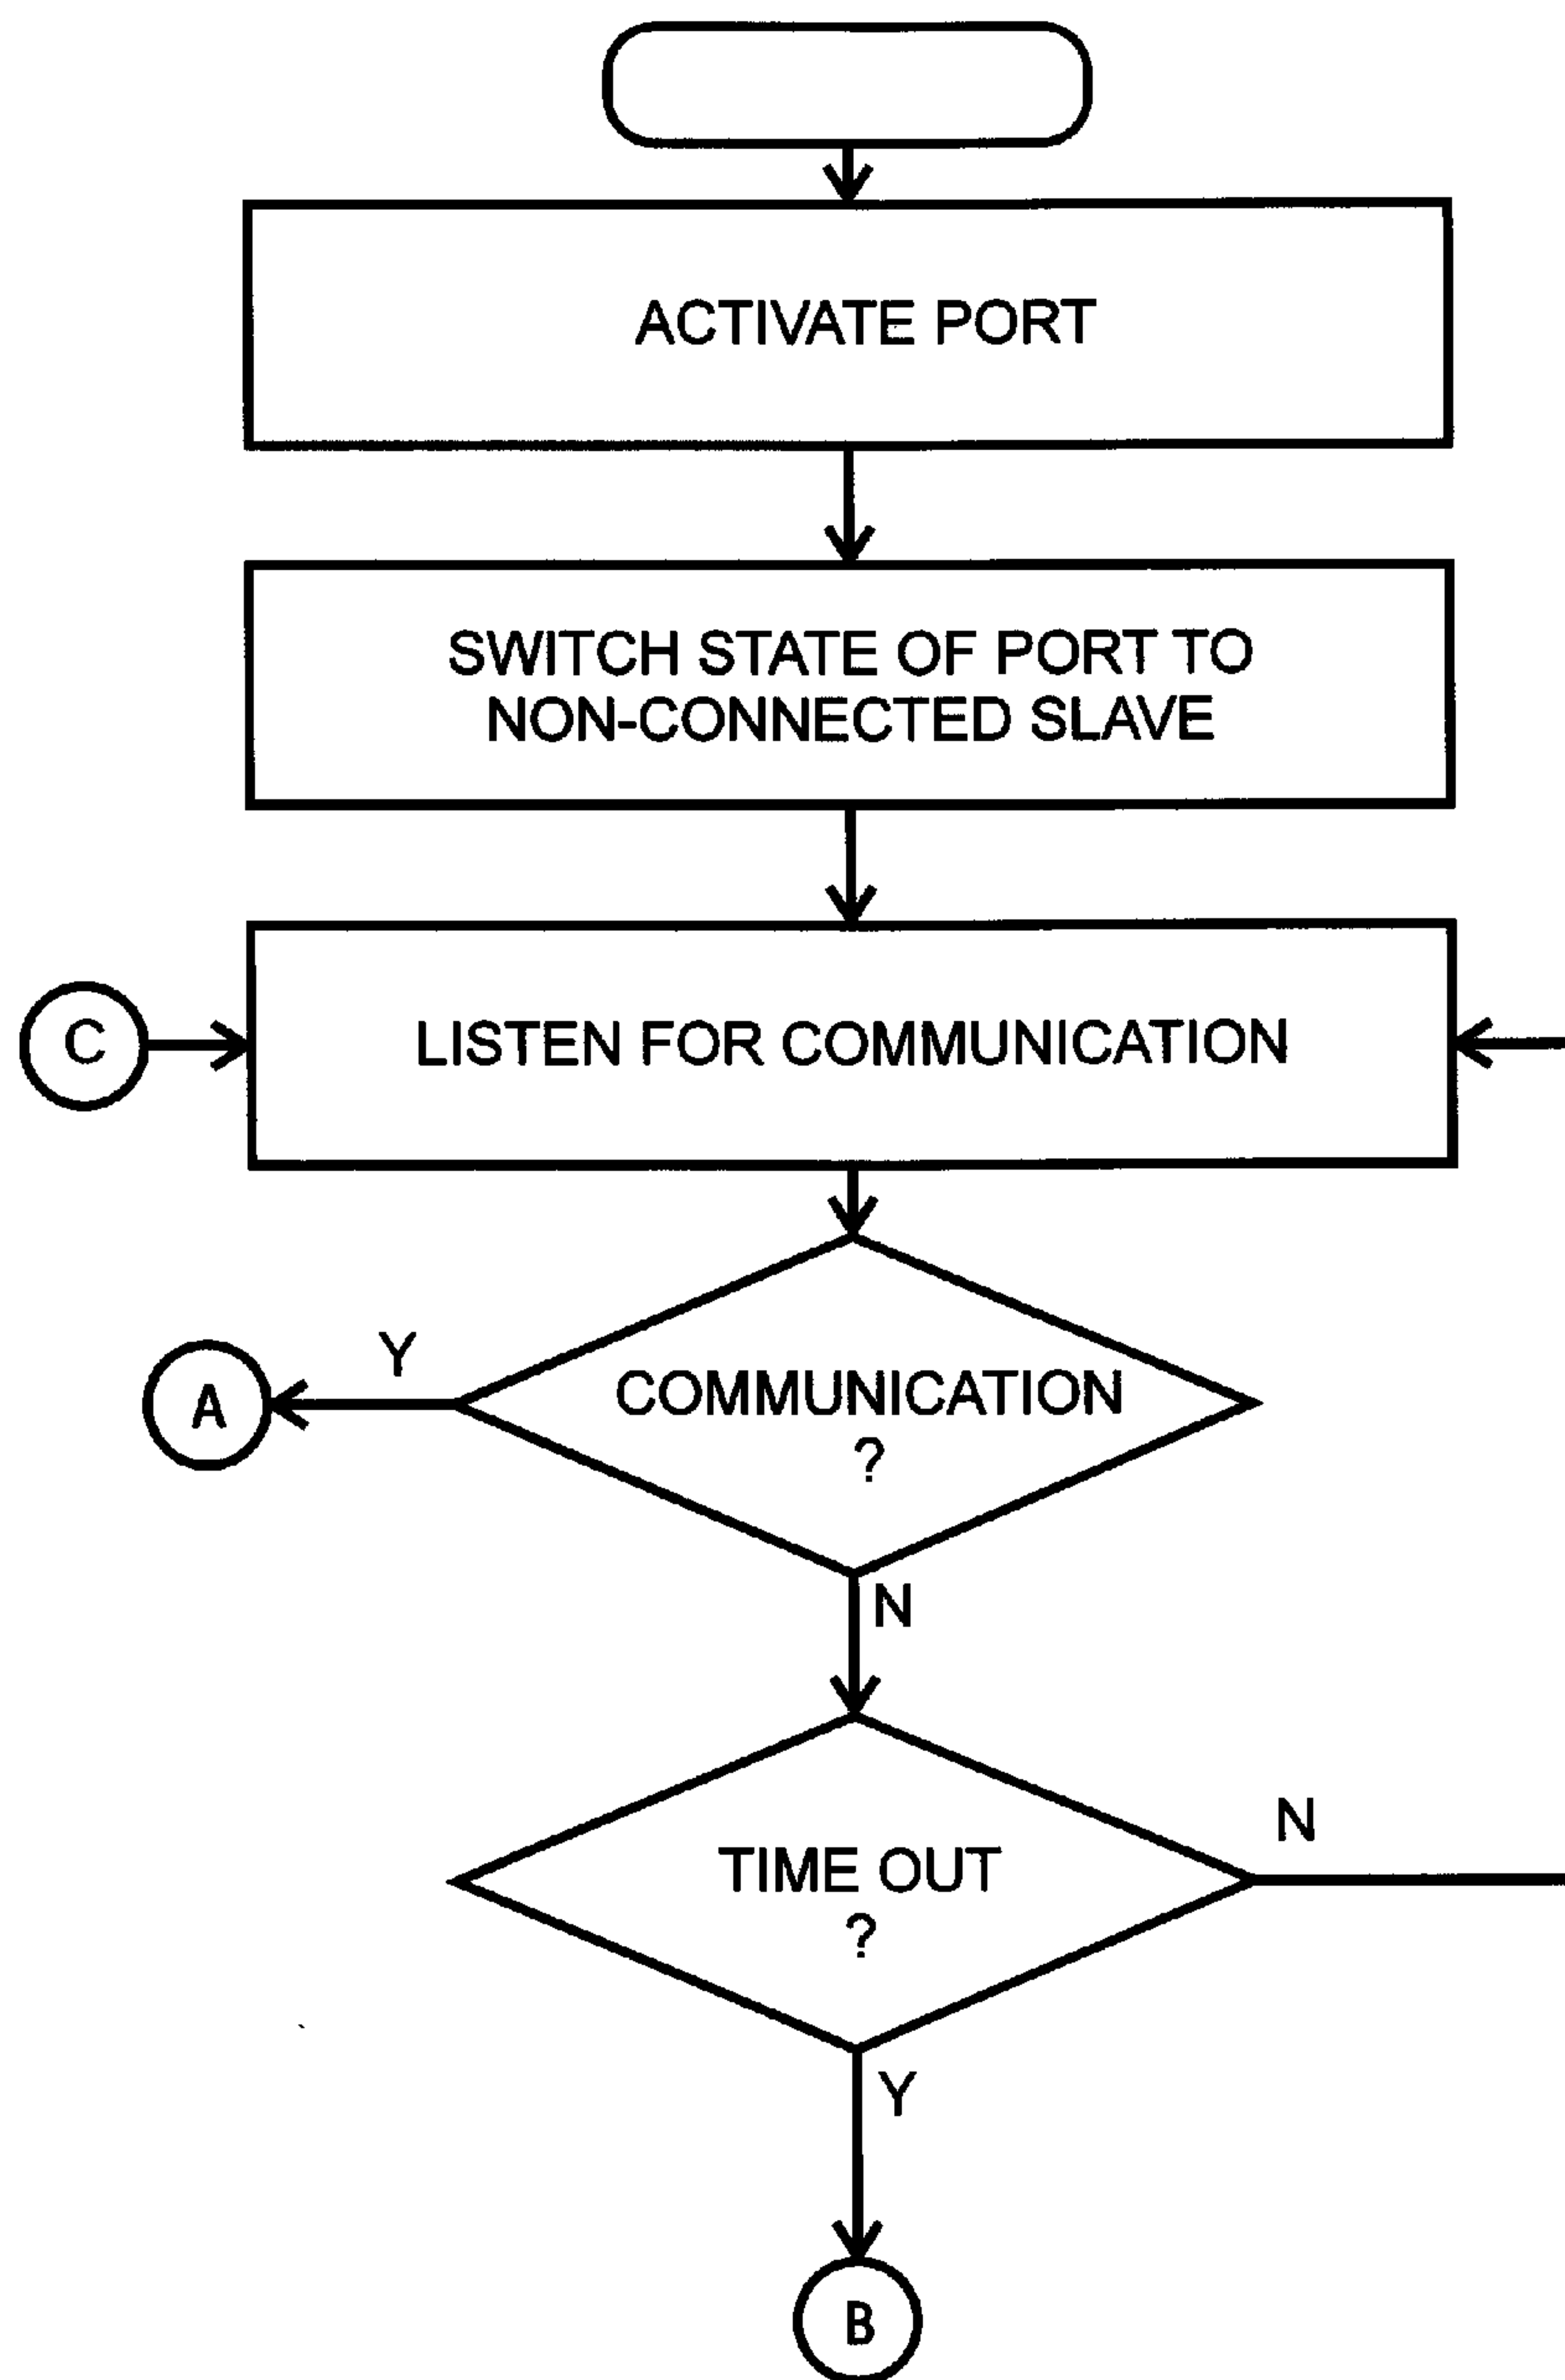 ACTIVATE PORT
SWITCH STATE OF PORT TO
NON-CONNECTED SLAVE
C
LISTEN FOR COMMUNICATION
Y
A
COMMUNICATION
?
N
N
TIME OUT
?
Y
B